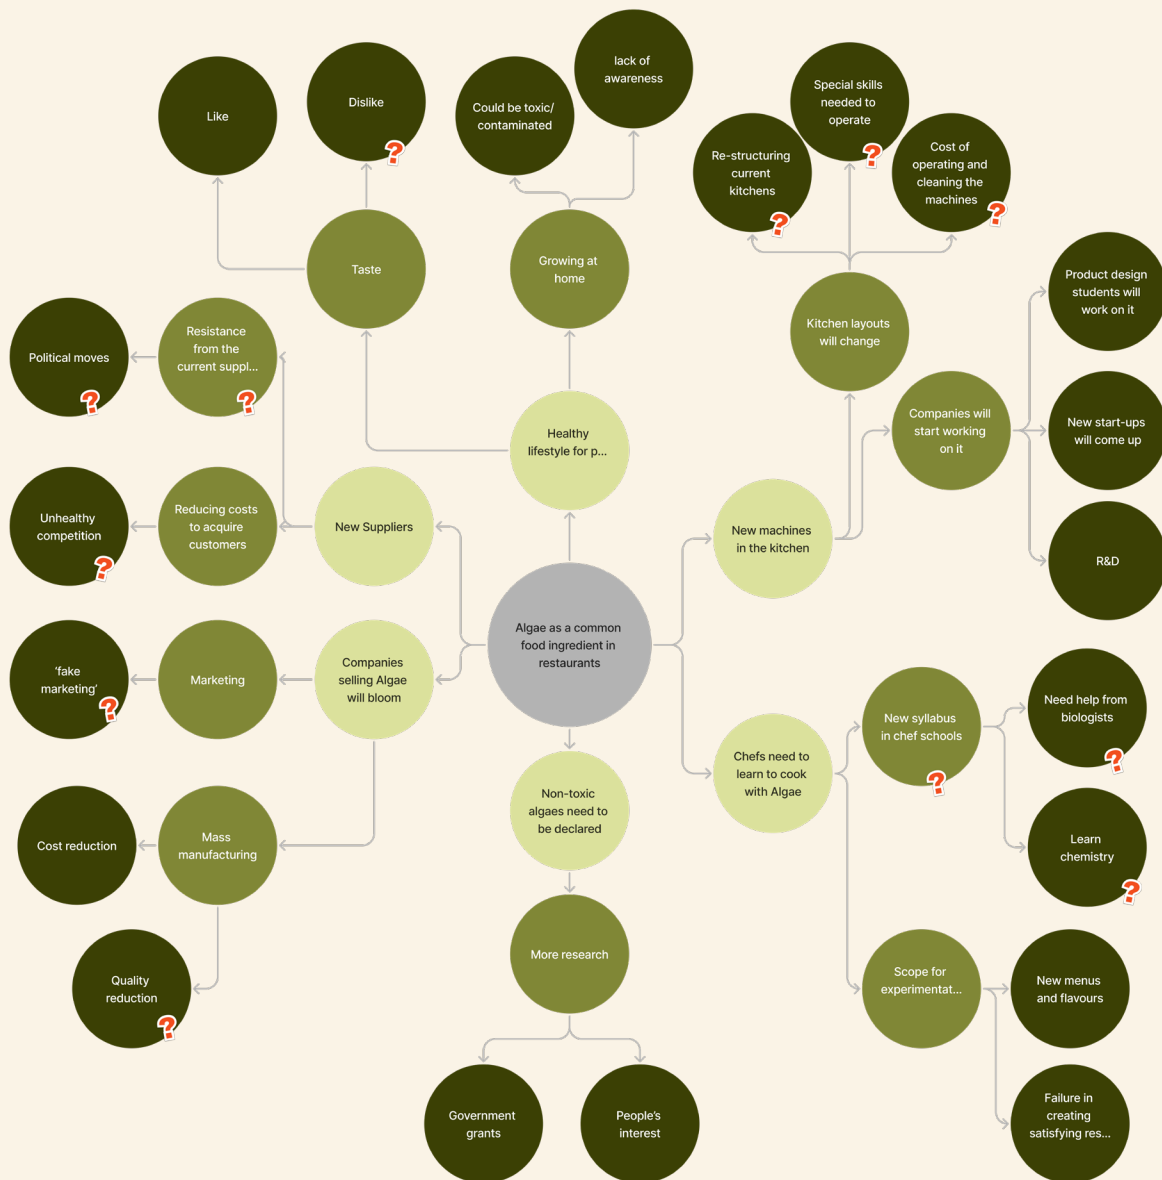 lack of
awareness
Like
Dislike
?
Could be toxic/
contaminated
Special skills
needed to
operate
?
Re-structuring
current
kitchens
?
Cost of
operating and
cleaning the
machines
?
Taste
Growing at
home
Product design
students will
work on it
Kitchen layouts
will change
Political moves
?
Resistance
from the
current suppl...
?
Healthy
lifestyle for p...
Companies will
start working
on it
New start-ups
will come up
Unhealthy
competition
?
Reducing costs
to acquire
customers
New Suppliers
New machines
in the kitchen
R&D
Algae as a common
food ingredient in
restaurants
'fake
marketing'
?
Marketing
Companies
selling Algae
will bloom
New syllabus
in chef schools
?
Need help from
biologists
?
Chefs need to
learn to cook
with Algae
Non-toxic
algaes need to
be declared
Cost reduction
Mass
manufacturing
Learn
chemistry
?
More research
Quality
reduction
?
Scope for
experimentat...
New menus
and flavours
Government
grants
People's
interest
Failure in
creating
satisfying res...